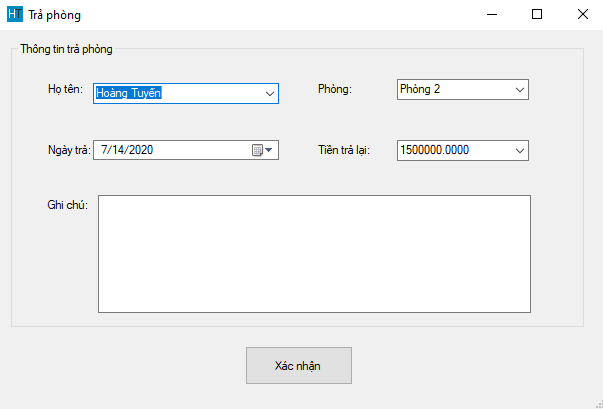 HT Trả phòng
Thông tin trả phòng
Họ tên: Hoàng Tuyến Phòng: Phòng 2
Ngày trả: 7/14/2020 Tiền trả lại: 1500000.0000
Ghi chú:
Xác nhận